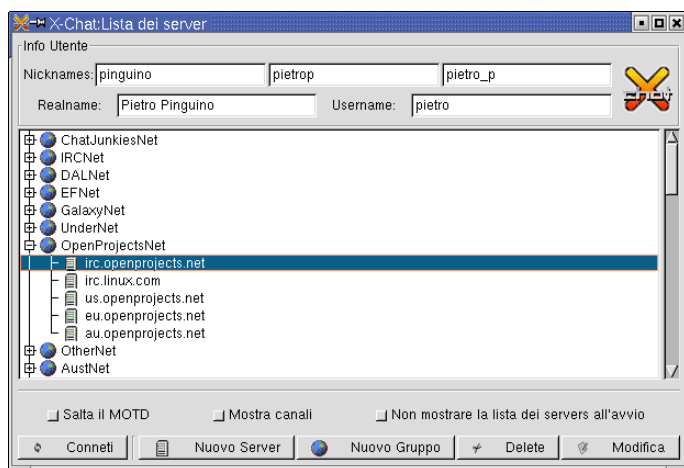 X-Chat:Lista dei server
Info Utente
Nicknames: pinguino pietrop pietro_p
Realname: Pietro Pinguino Username: pietro
X chat
ChatJunkiesNet
IRCNet
DALNet
EFNet
GalaxyNet
UnderNet
OpenProjectsNet
irc.openprojects.net
irc.linux.com
us.openprojects.net
eu.openprojects.net
au.openprojects.net
OtherNet
AustNet
Salta il MOTD Mostra canali Non mostrare la lista dei servers all'avvio
Conneti Nuovo Server Nuovo Gruppo Delete Modifica